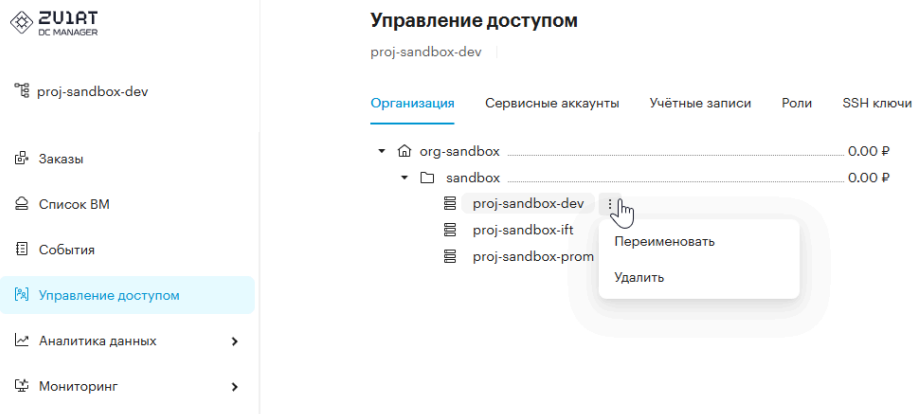 ZVIRT
DC MANAGER
proj-sandbox-dev
Заказы
Список ВМ
События
Управление доступом
Аналитика данных
Мониторинг
Управление доступом
proj-sandbox-dev
Организация Сервисные аккаунты Учётные записи Роли SSH ключи
org-sandbox 0.00 ₽
sandbox 0.00 ₽
proj-sandbox-dev
proj-sandbox-ift
proj-sandbox-prom
Переименовать
Удалить